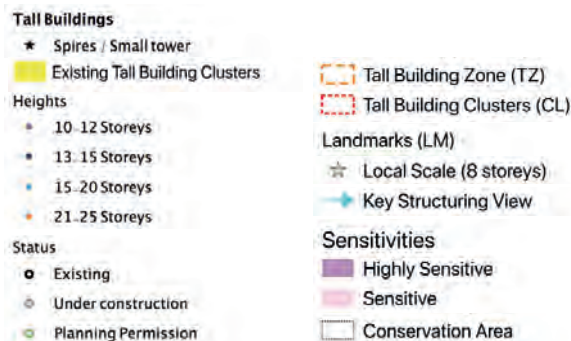 Tall Buildings
Spires / Small tower
Existing Tall Building Clusters
Heights
10-12 Storeys
13-15 Storeys
15-20 Storeys
21-25 Storeys
Status
Existing
Under construction
Planning Permission
Tall Building Zone (TZ)
Tall Building Clusters (CL)
Landmarks (LM)
Local Scale (8 storeys)
Key Structuring View
Sensitivities
Highly Sensitive
Sensitive
Conservation Area